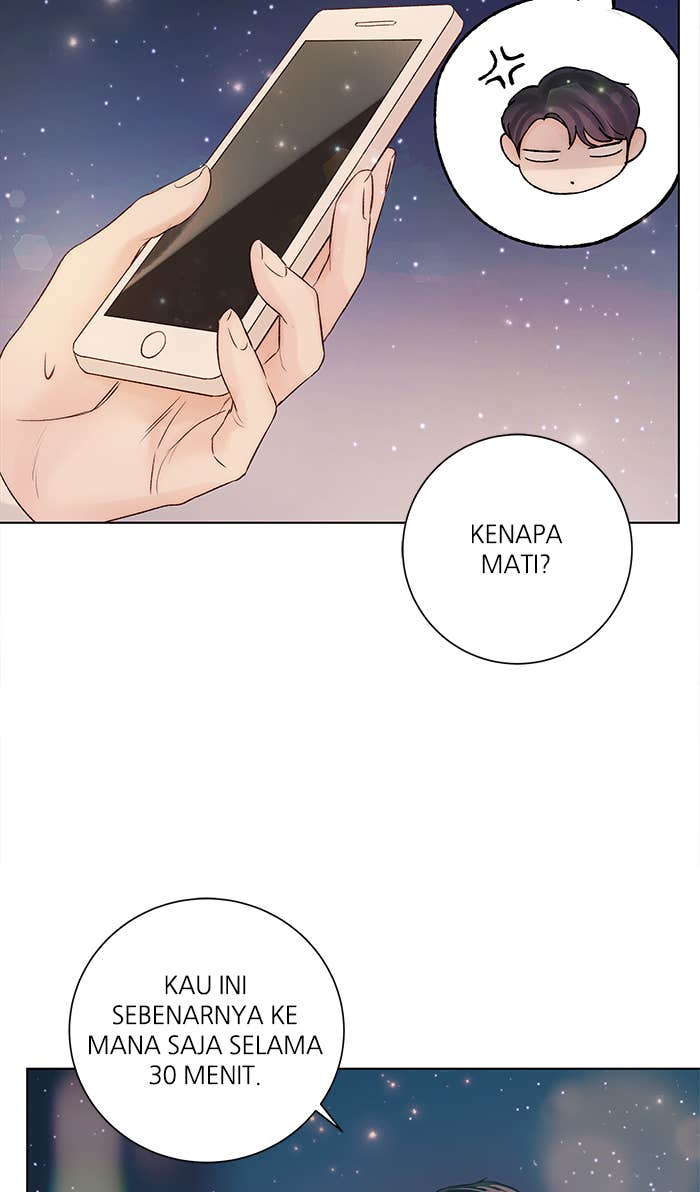 KENAPA
MATI?
KAU INI
SEBENARNYA KE
MANA SAJA SELAMA
30 MENIT.